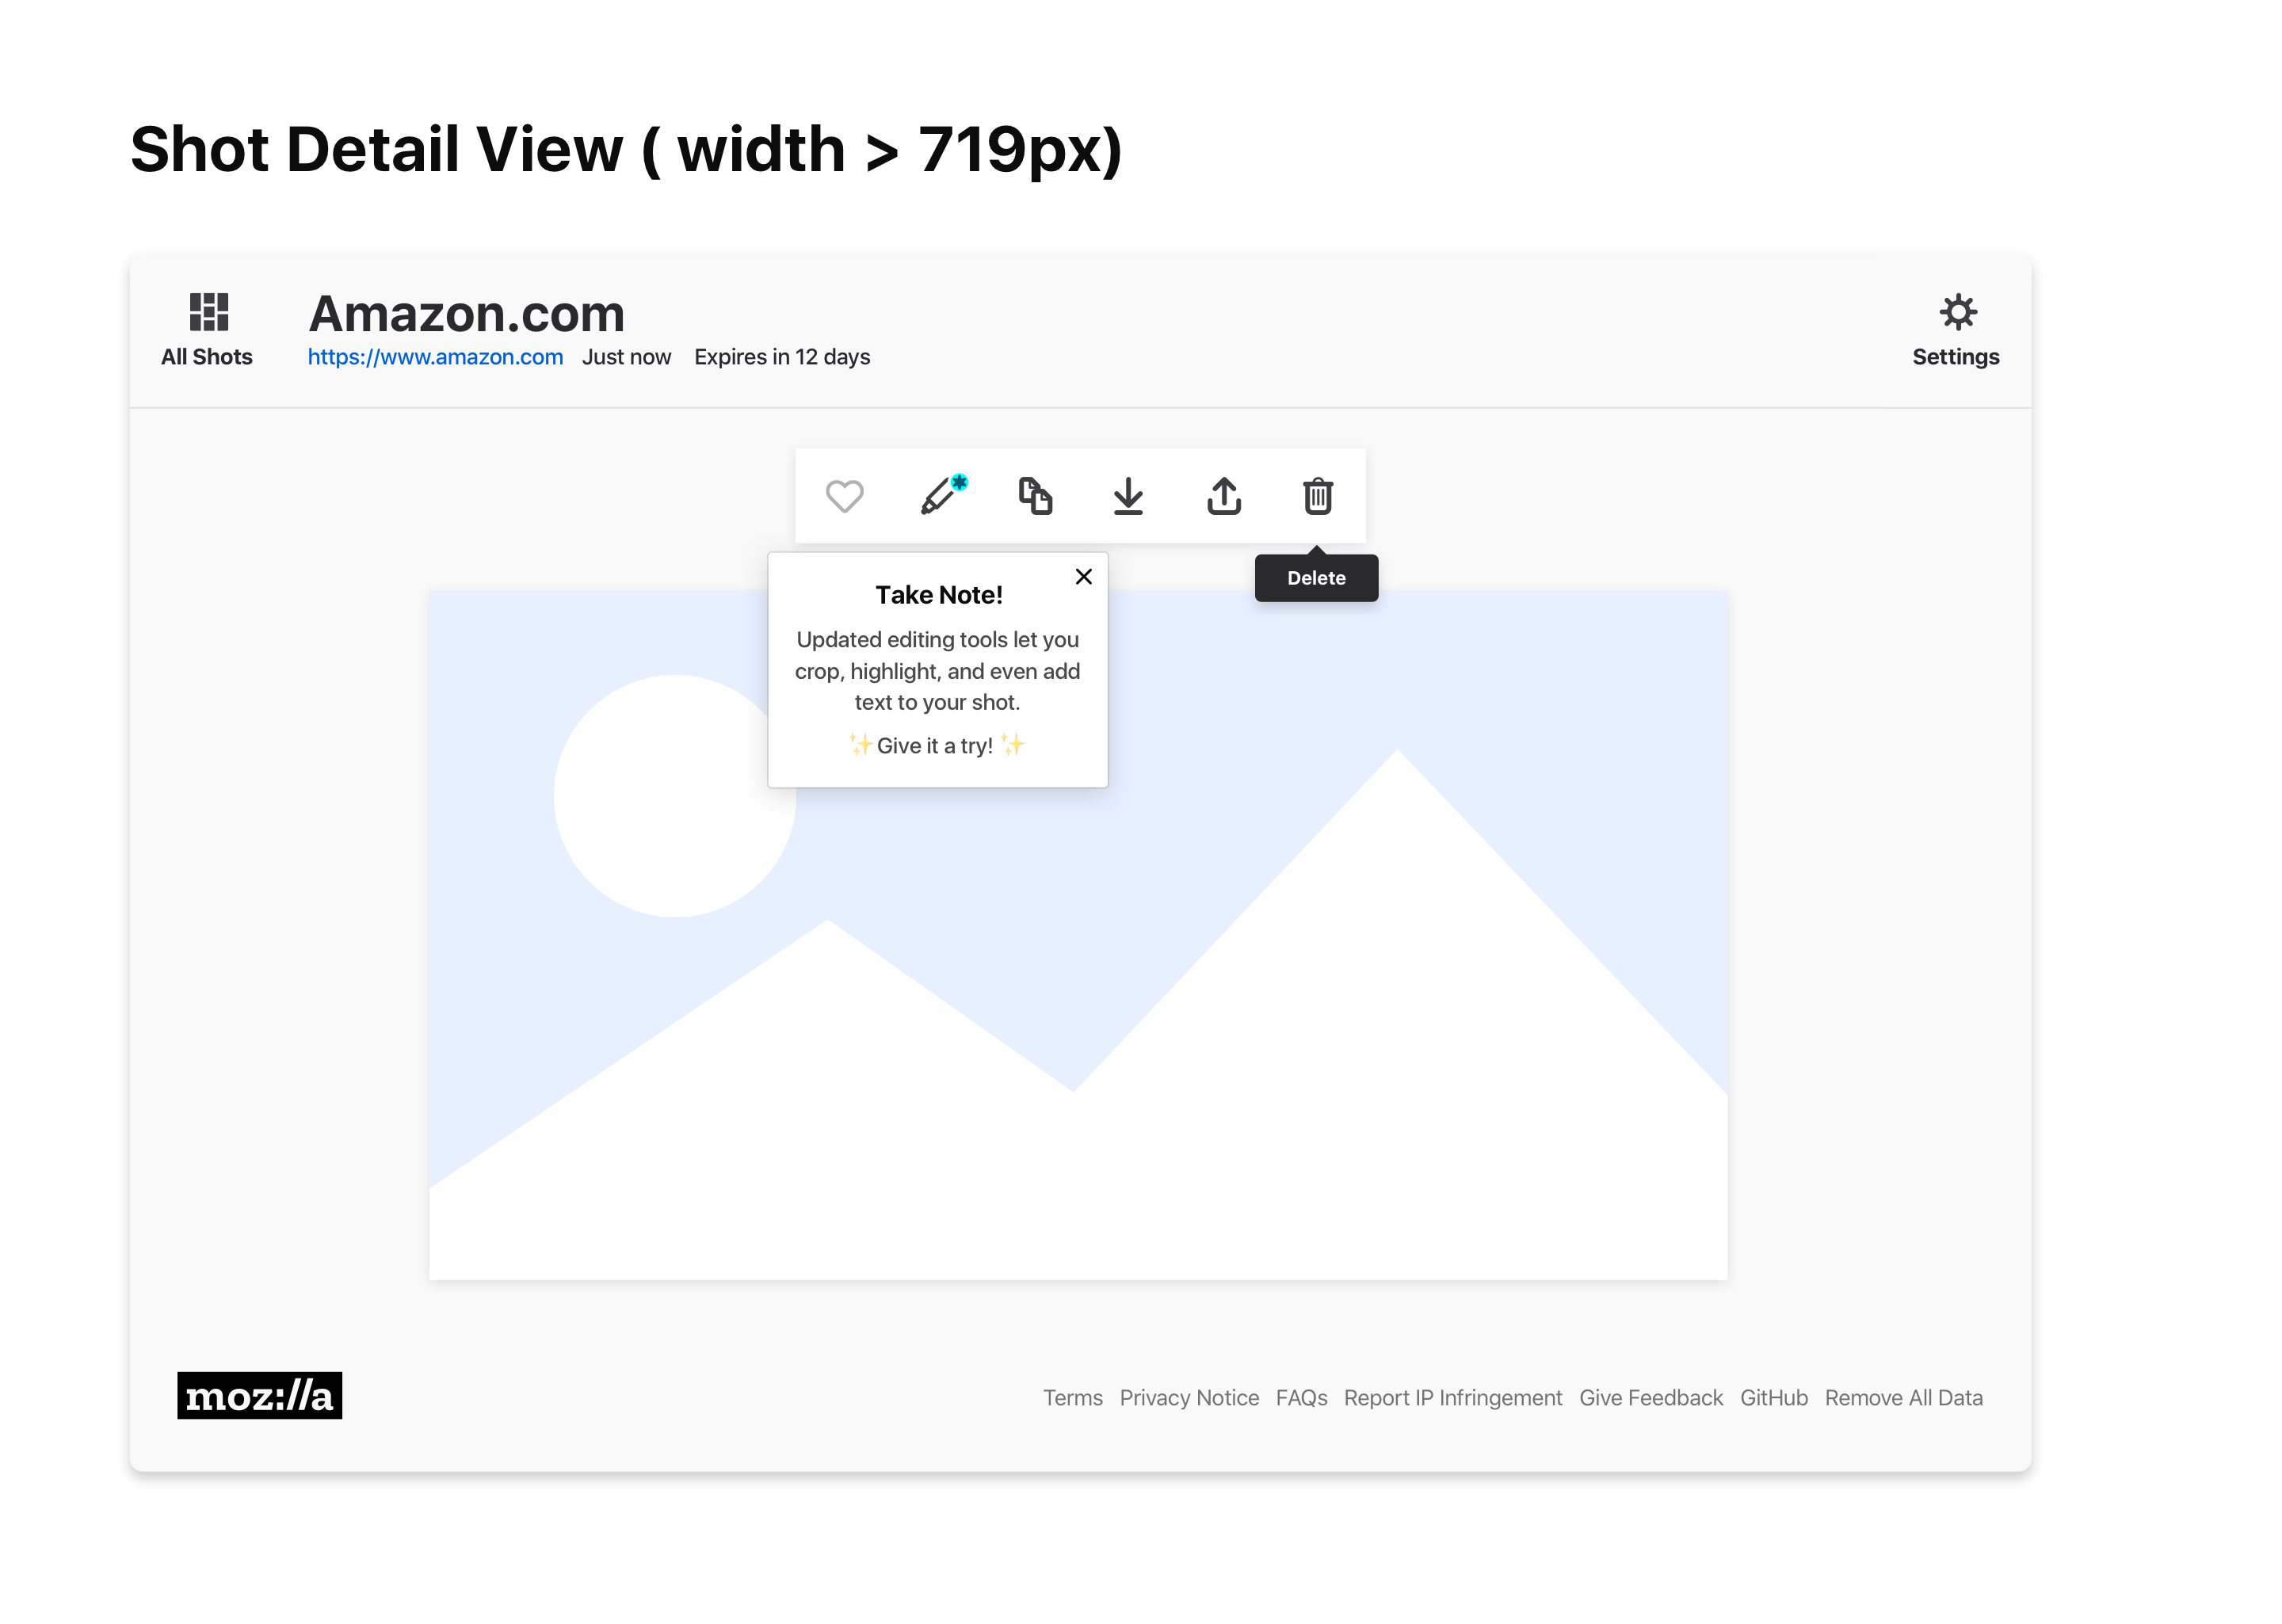 Shot Detail View ( width > 719px)
Amazon.com
All Shots
https://www.amazon.com Just now Expires in 12 days
Settings
Delete
Take Note!
Updated editing tools let you
crop, highlight, and even add
text to your shot.
✨Give it a try! ✨
moz://a
Terms Privacy Notice FAQs Report IP Infringement Give Feedback GitHub Remove All Data